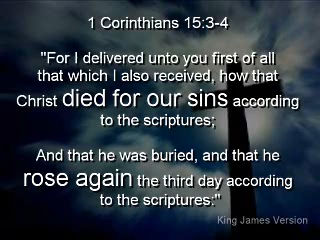 1 Corinthians 15:3-4
"For I delivered unto you first of all
that which I also received, how that
Christ died for our sins according
to the scriptures;
And that he was buried, and that he
rose again the third day according
to the scriptures:"
King James Version